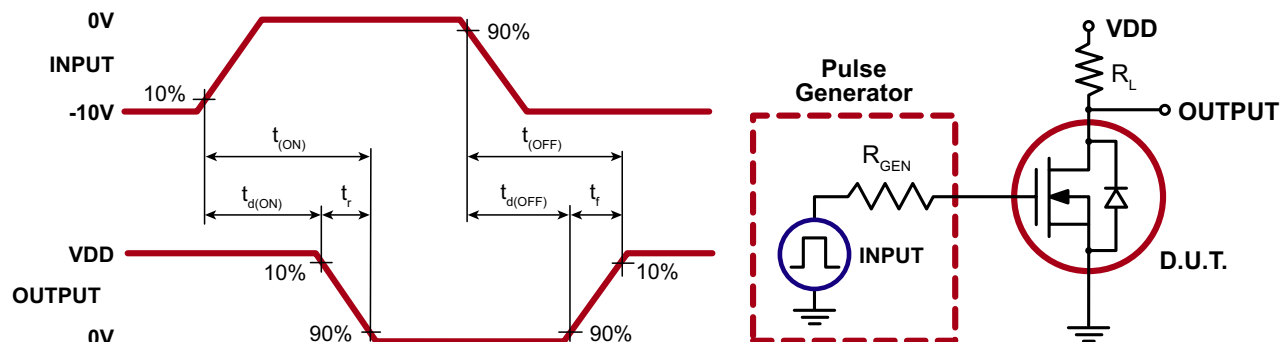 0V
INPUT
-10V
10%
90%
t(ON)
t(OFF)
td(ON)
tr
td(OFF)
tf
VDD
OUTPUT
0V
10%
90%
10%
90%
Pulse
Generator
RGEN
INPUT
VDD
RL
OUTPUT
D.U.T.